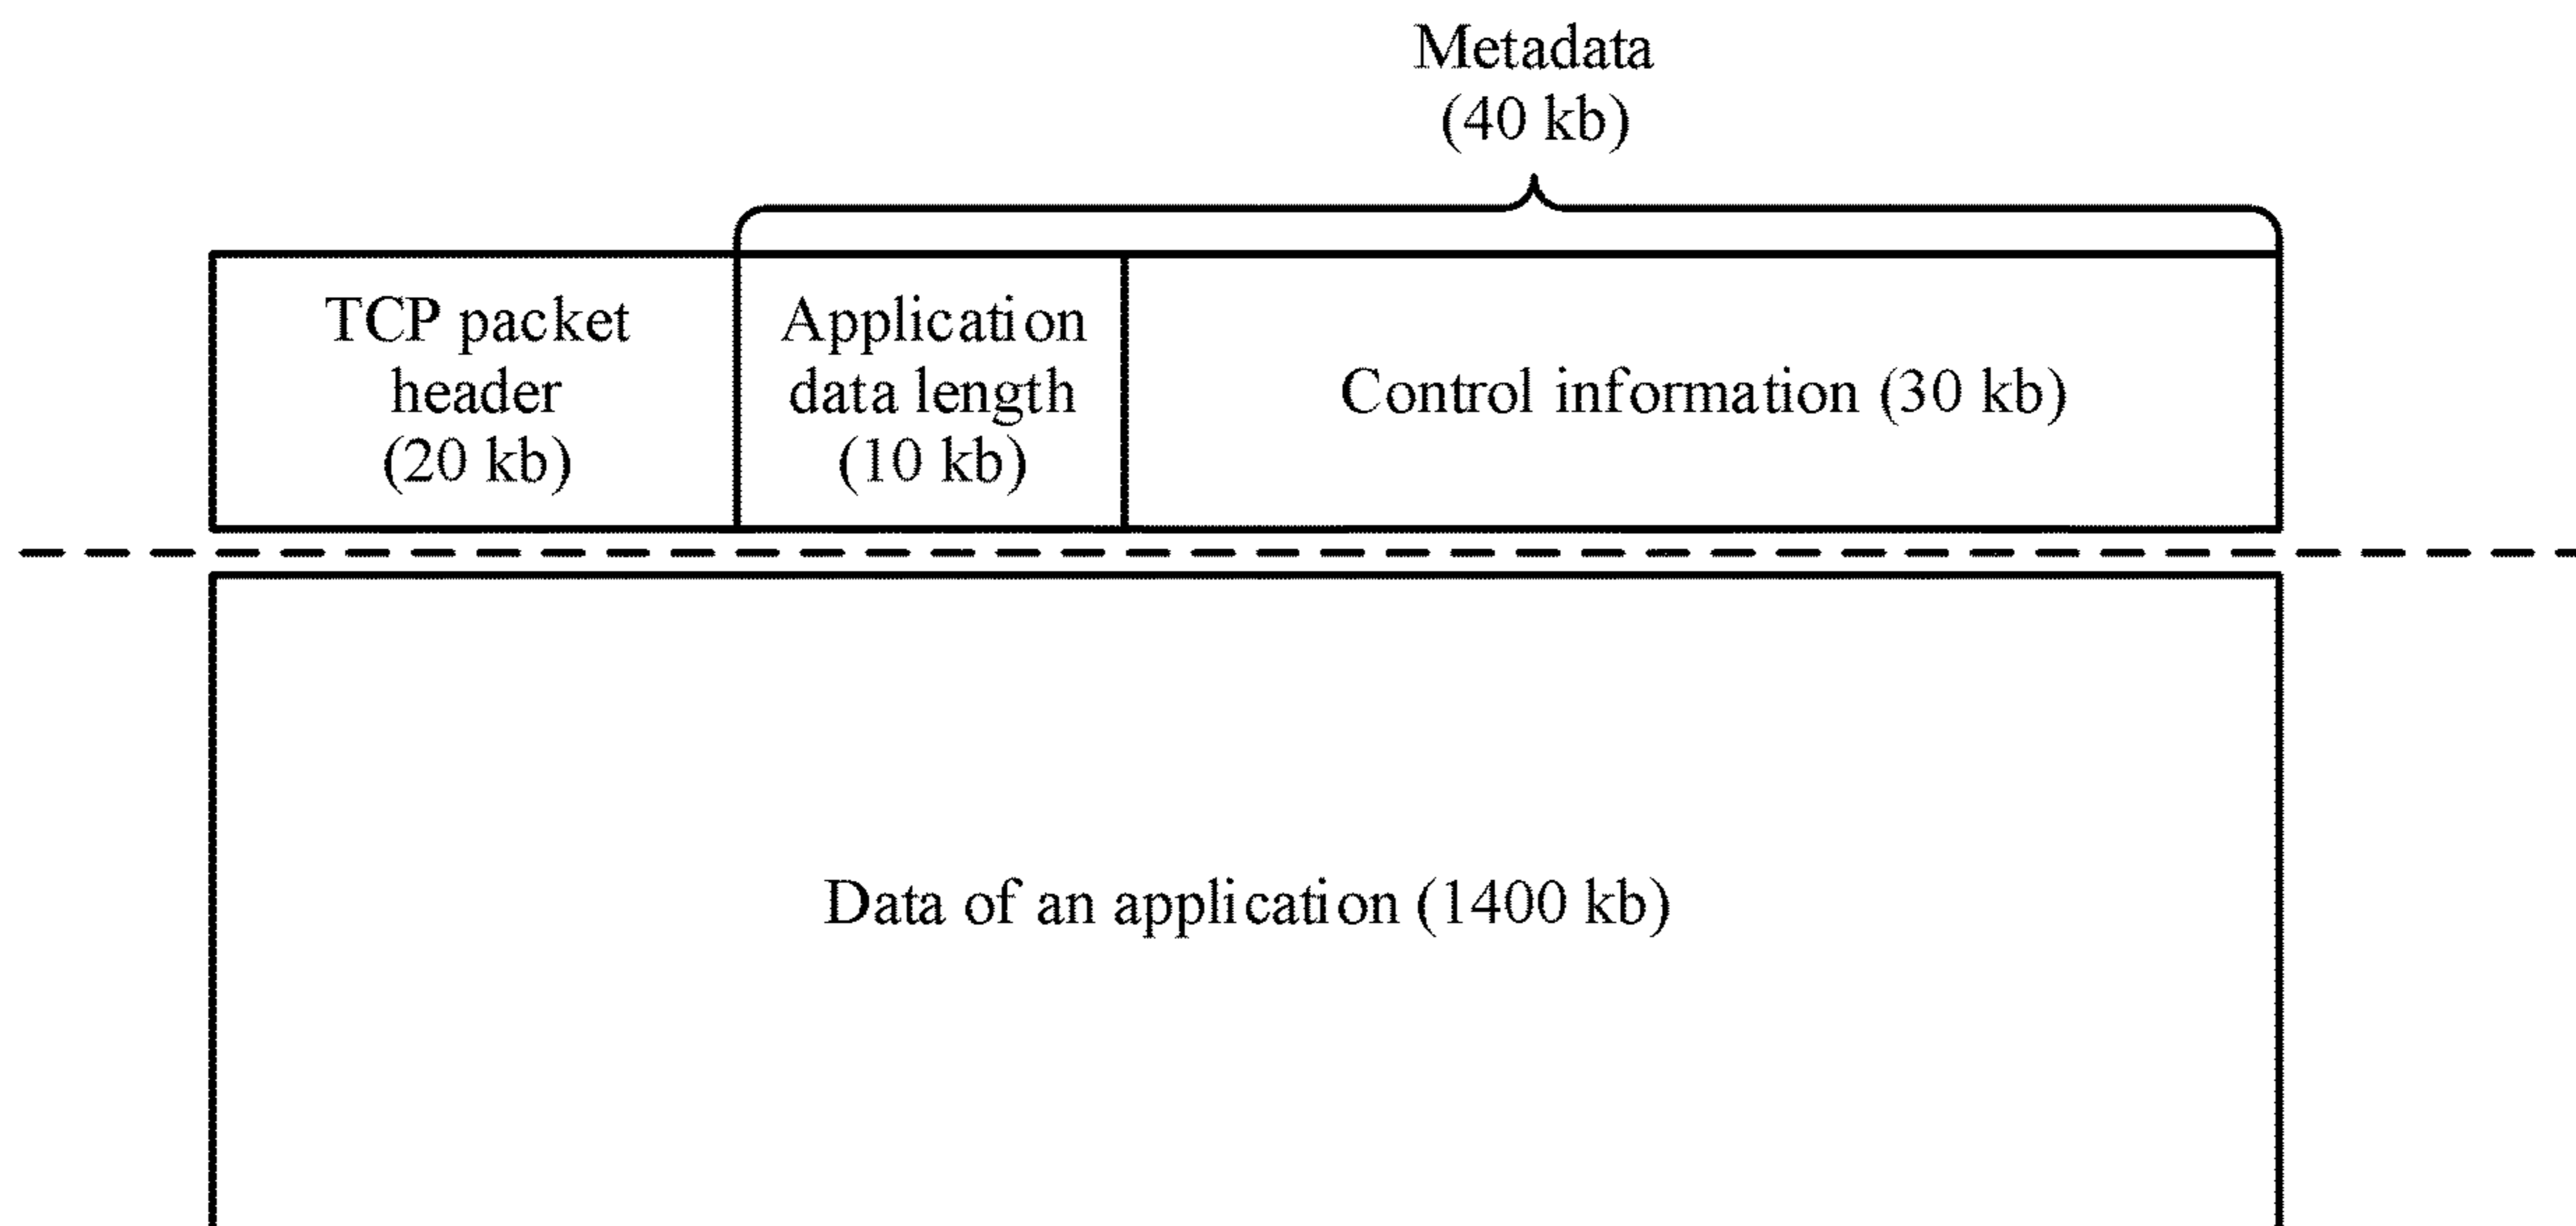 Metadata
(40 kb)
TCP packet
header
(20 kb)
Application
data length
(10 kb)
Control information (30 kb)
Data of an application (1400 kb)